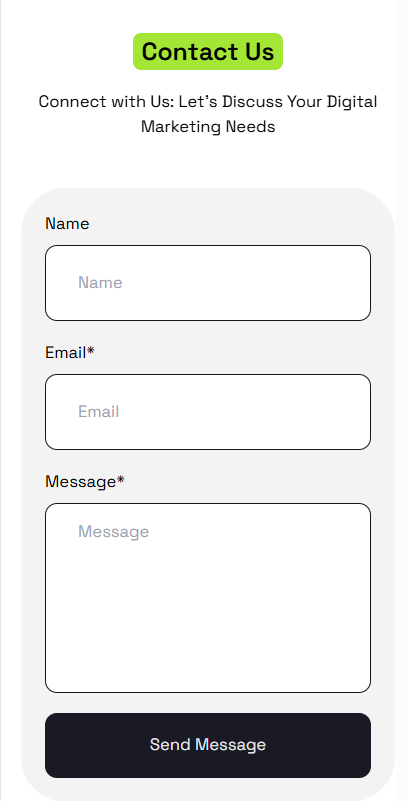 Contact Us
Connect with Us: Let's Discuss Your Digital
Marketing Needs
Name
Name
Email*
Email
Message*
Message
Send Message